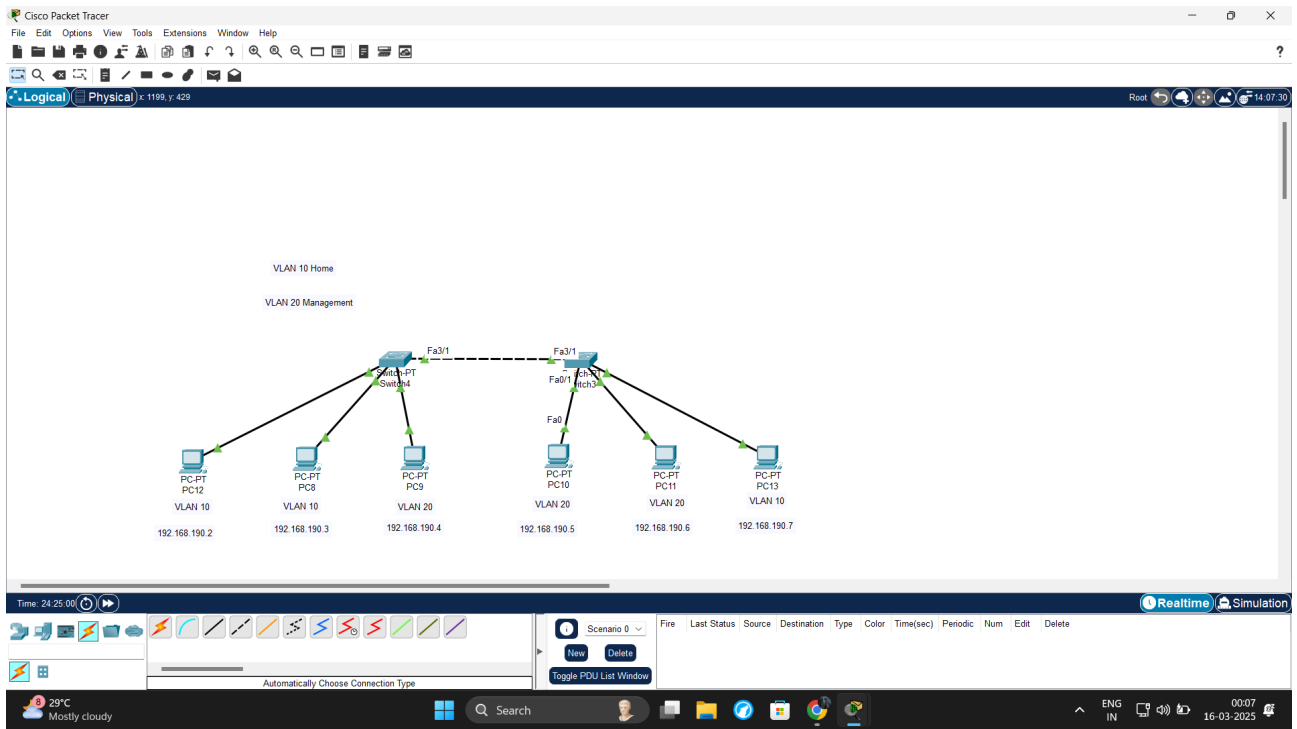 Cisco Packet Tracer
File Edit Options View Tools Extensions Window Help
?
Logical Physical x: 1199, y: 429
Root 14:07:30
VLAN 10 Home
VLAN 20 Management
Fa3/1 Fa3/1
Switch-PT
Switch4
Fa0/1
Fa0
PC-PT
PC12
VLAN 10
192.168.190.2
PC-PT
PC8
VLAN 10
192.168.190.3
PC-PT
PC9
VLAN 20
192.168.190.4
PC-PT
PC10
VLAN 20
192.168.190.5
PC-PT
PC11
VLAN 20
192.168.190.6
PC-PT
PC13
VLAN 10
192.168.190.7
Time: 24:25:00
Realtime Simulation
Scenario 0
New Delete
Toggle PDU List Window
Fire Last Status Source Destination Type Color Time(sec) Periodic Num Edit Delete
Automatically Choose Connection Type
8
29°C
Mostly cloudy
Search
ENG
IN
00:07
16-03-2025